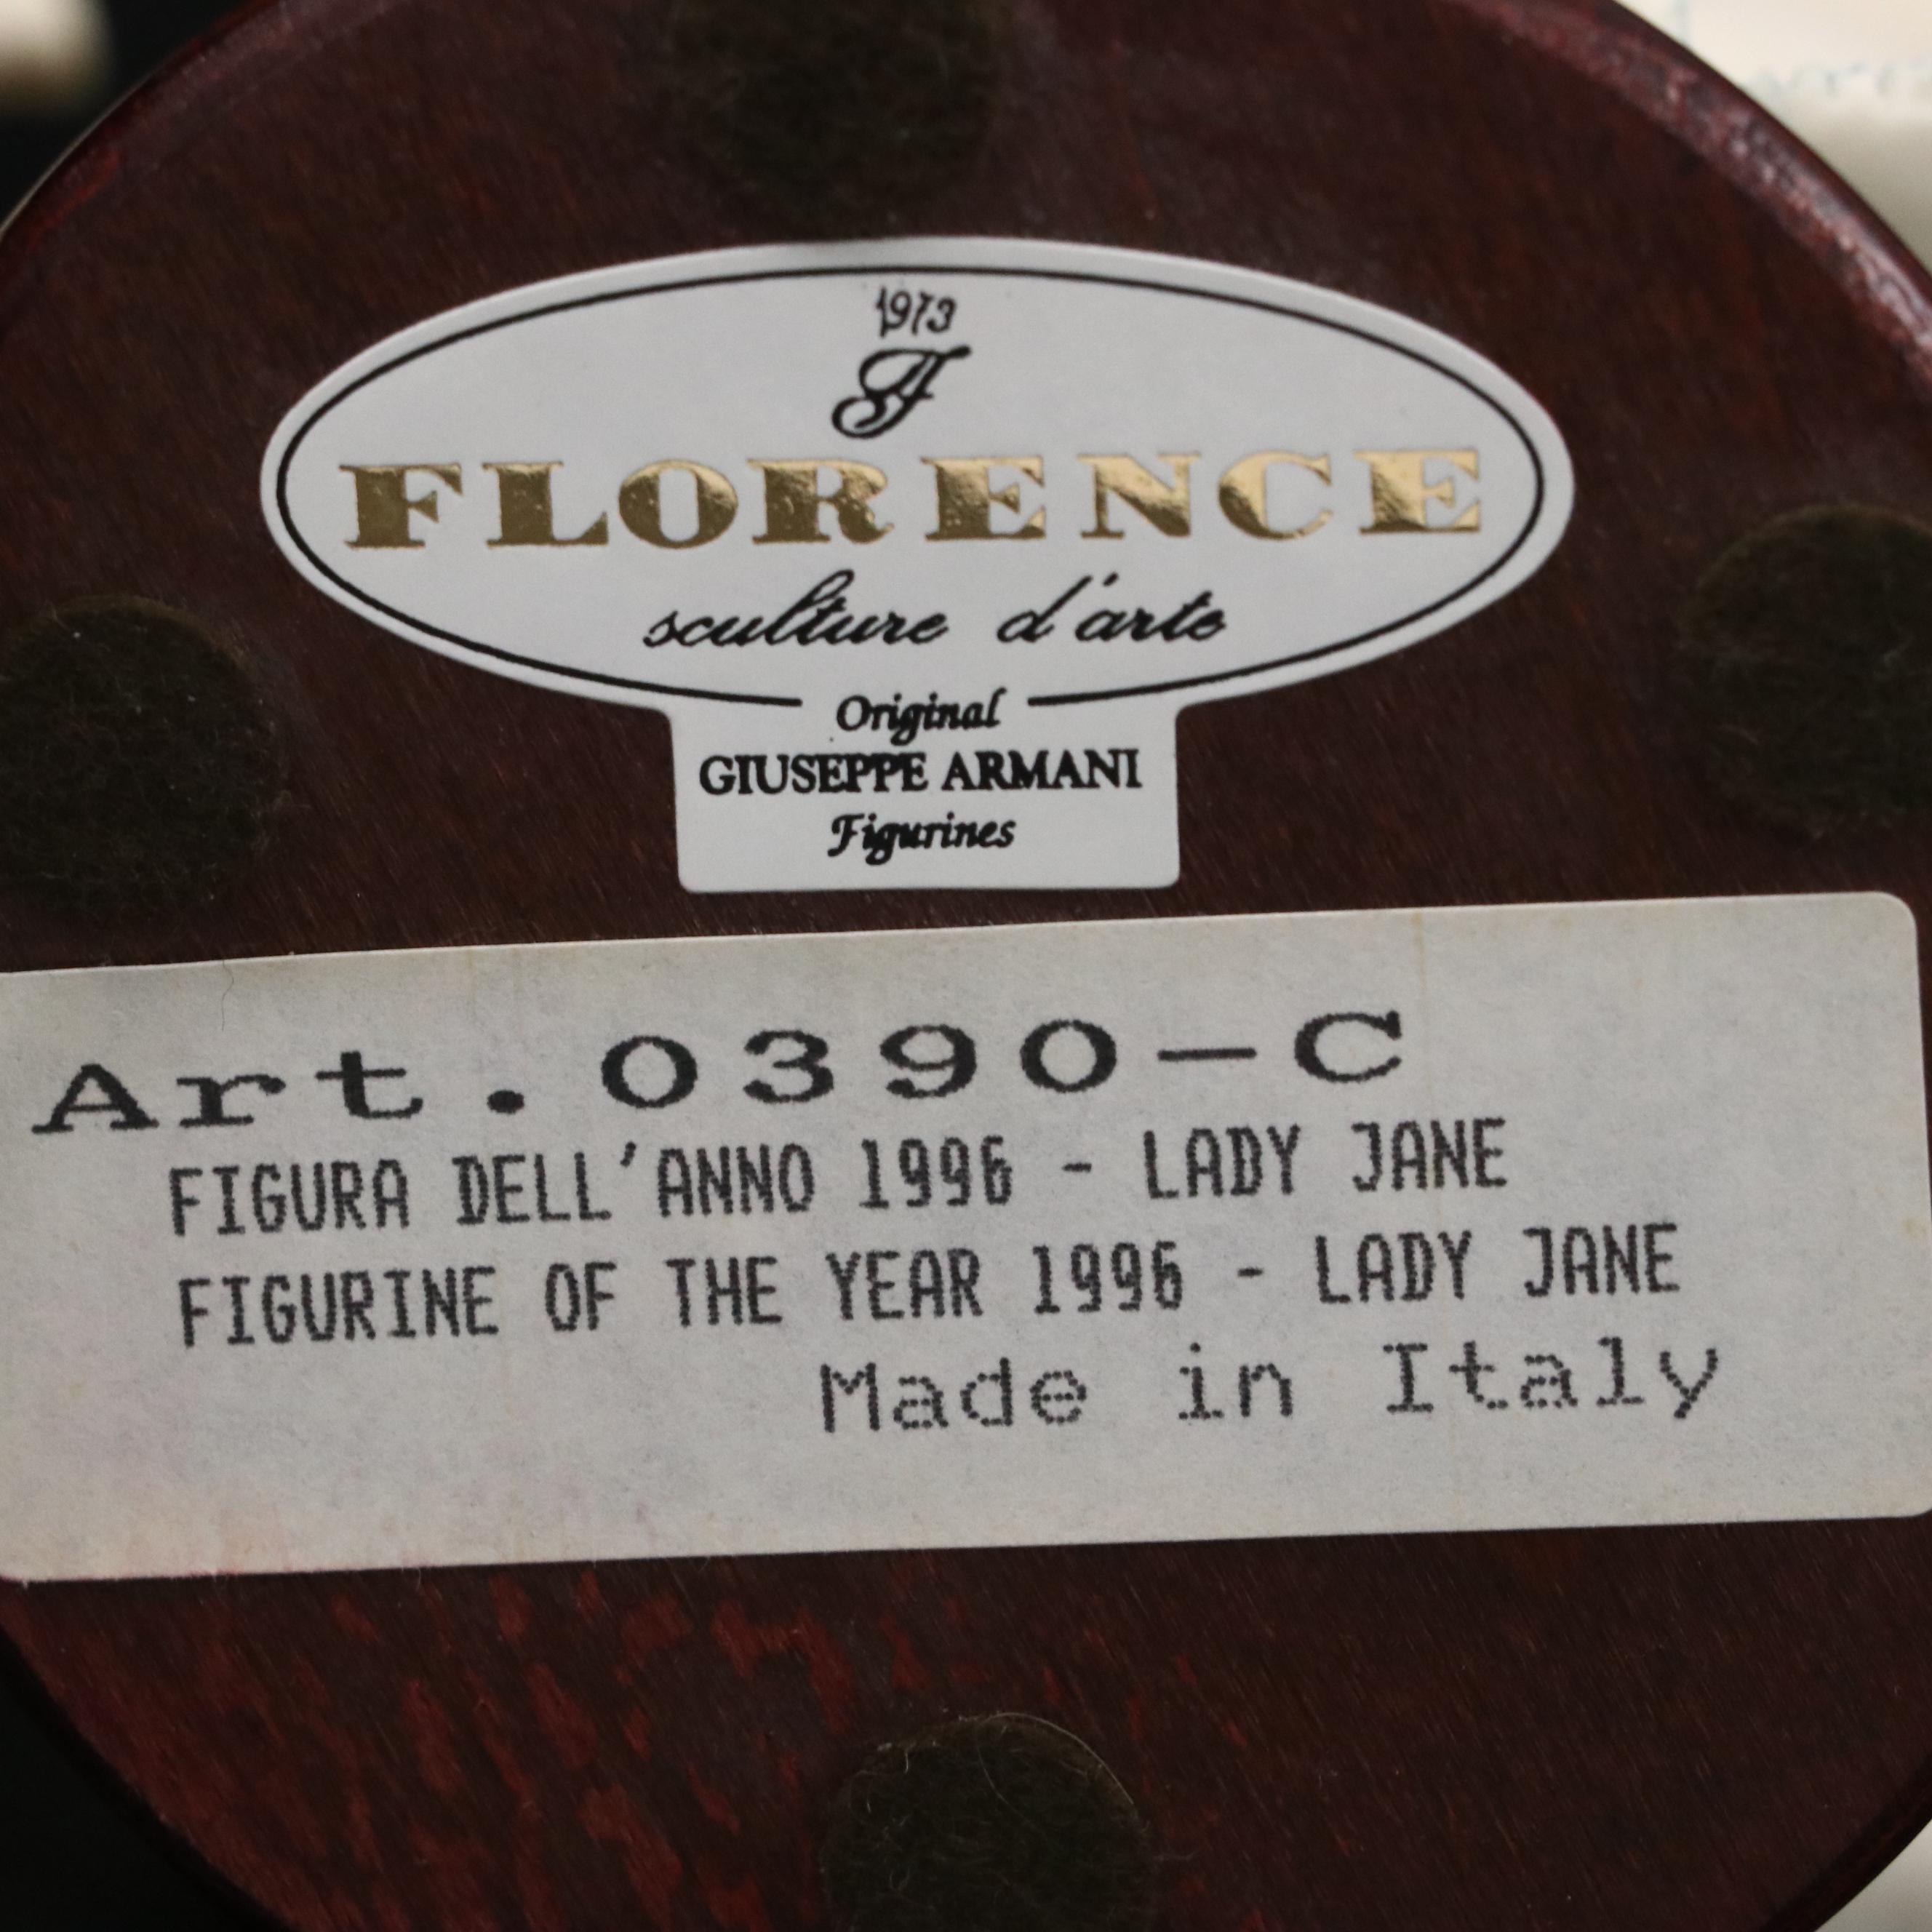 1973
FLORENCE
sculture d'arte
Original
GIUSEPPE ARMANI
Figurines
Art.0390-C
FIGURA DELL'ANNO 1996 - LADY JANE
FIGURINE OF THE YEAR 1996 - LADY JANE
Made in Italy